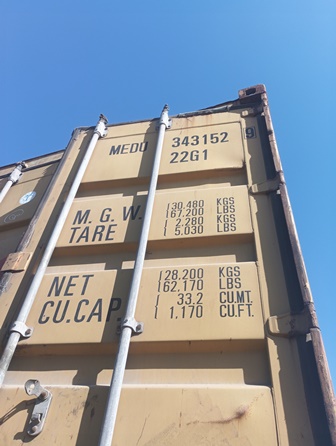 MEDU 343152 9
22G1
M. G. W. 30.480 KGS
67.200 LBS
TARE 2.280 KGS
5.030 LBS
NET 28.200 KGS
62.170 LBS
CU.CAP. 33.2 CU.MT.
1.170 CU.FT.